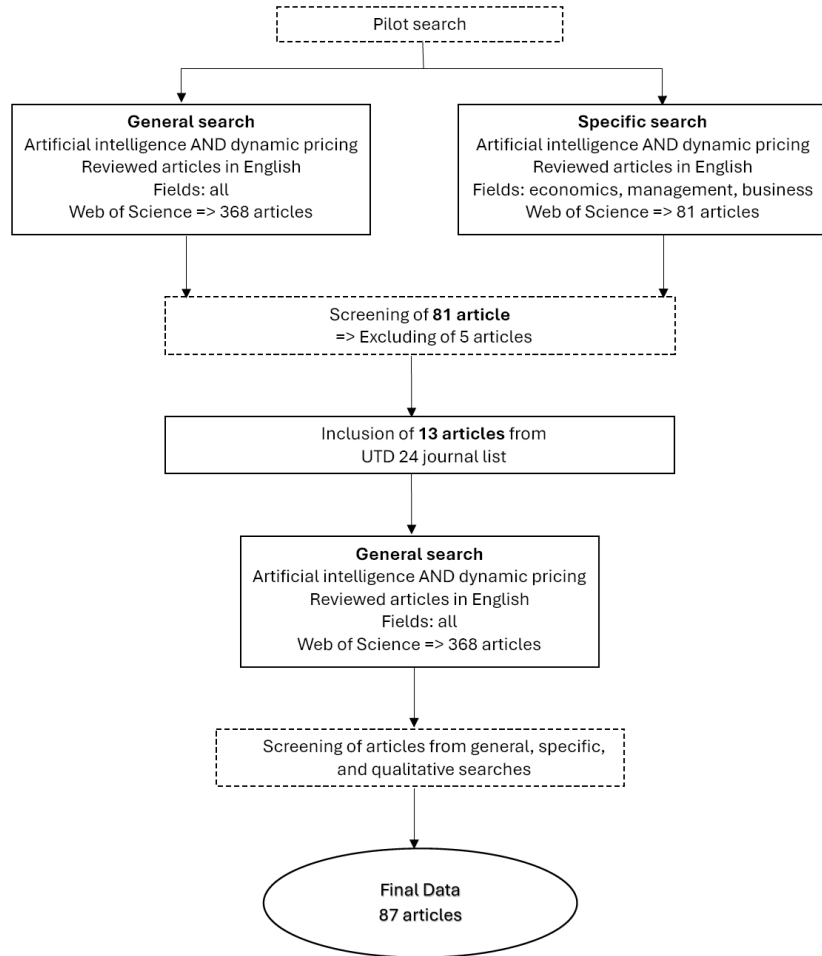 Pilot search
General search
Artificial intelligence AND dynamic pricing
Reviewed articles in English
Fields: all
Web of Science => 368 articles
Specific search
Artificial intelligence AND dynamic pricing
Reviewed articles in English
Fields: economics, management, business
Web of Science => 81 articles
Screening of 81 article
=> Excluding of 5 articles
Inclusion of 13 articles from
UTD 24 journal list
General search
Artificial intelligence AND dynamic pricing
Reviewed articles in English
Fields: all
Web of Science => 368 articles
Screening of articles from general, specific,
and qualitative searches
Final Data
87 articles